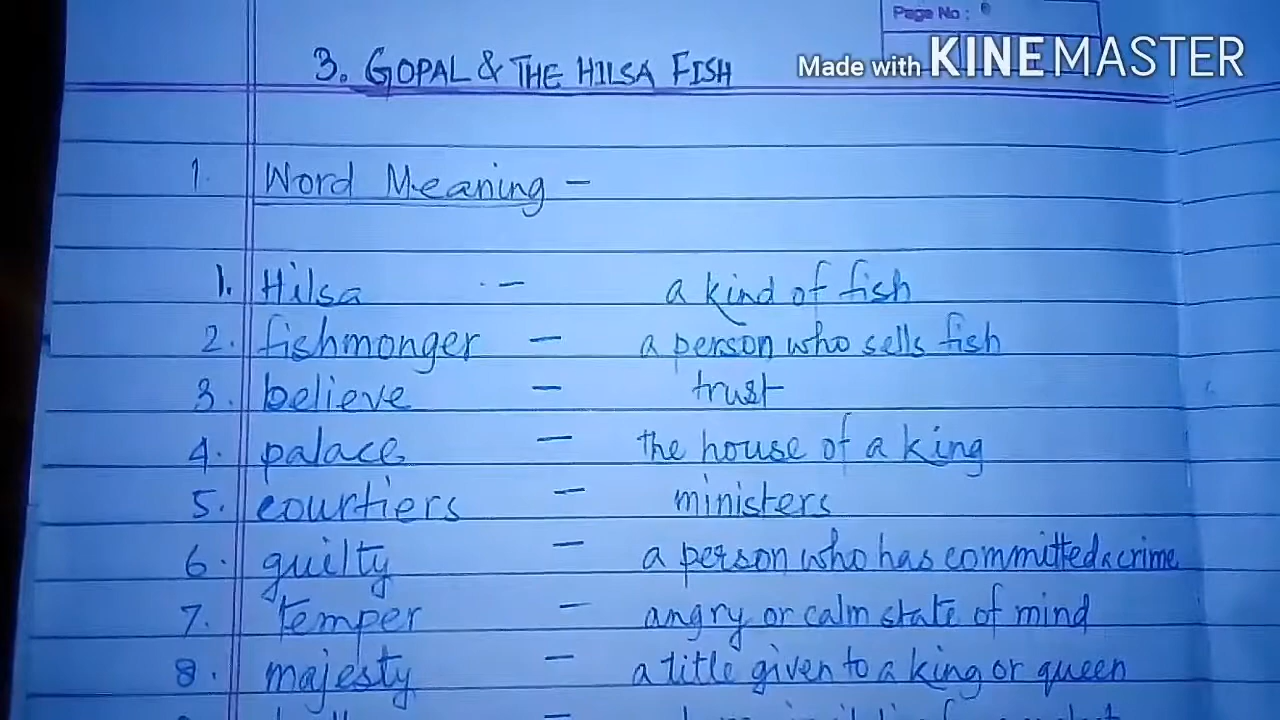 Page No:
Made with KINEMASTER
3. GOPAL & THE HILSA FISH
1. Word Meaning -
1. Hilsa - a kind of fish
2. fishmonger - a person who sells fish
3. believe - trust
4. palace - the house of a king
5. courtiers - ministers
6. guilty - a person who has committed a crime
7. temper - angry or calm state of mind
8. majesty - a title given to a king or queen